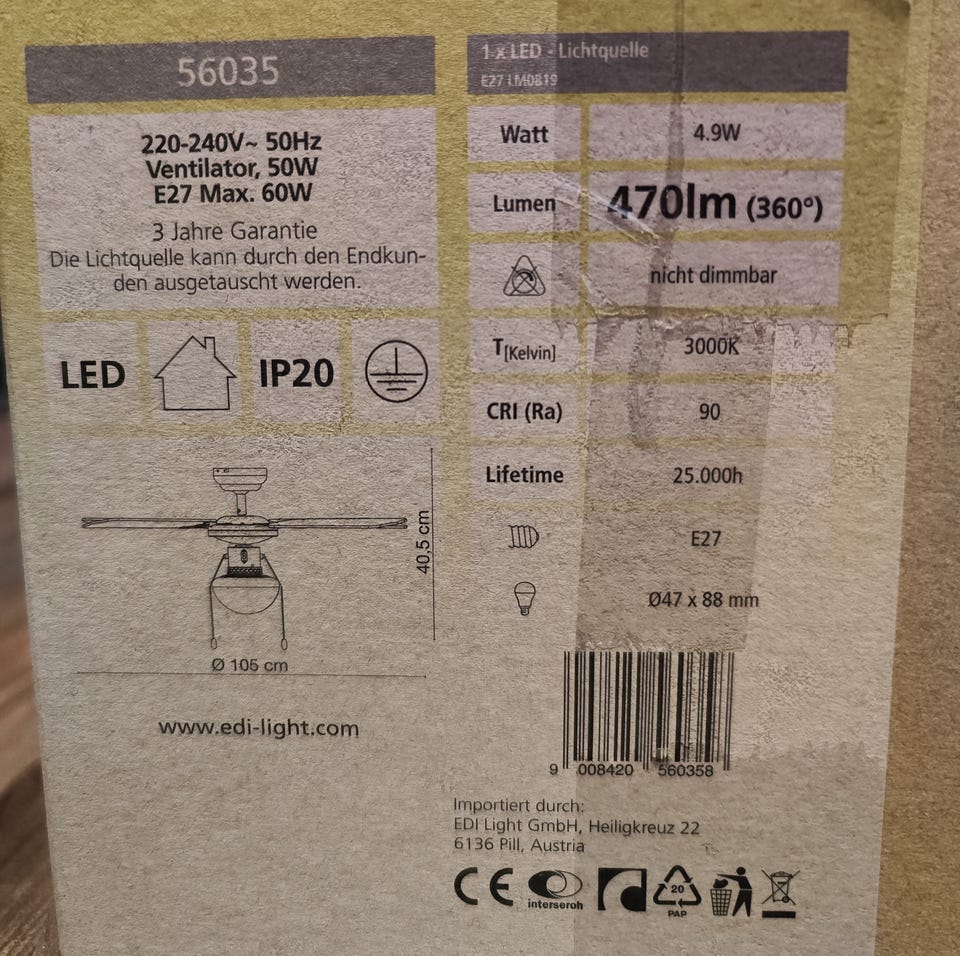 56035
220-240V~ 50Hz
Ventilator, 50W
E27 Max. 60W
3 Jahre Garantie
Die Lichtquelle kann durch den Endkun-
den ausgetauscht werden.
LED
IP20
40,5 cm
Ø 105 cm
www.edi-light.com
1 x LED - Lichtquelle
E27 LM0819
Watt 4.9W
Lumen 470lm (360°)
nicht dimmbar
T[Kelvin] 3000K
CRI (Ra) 90
Lifetime 25.000h
E27
Ø47 x 88 mm
9 008420 560358
Importiert durch:
EDI Light GmbH, Heiligkreuz 22
6136 Pill, Austria
CE
interseroh
20
PAP